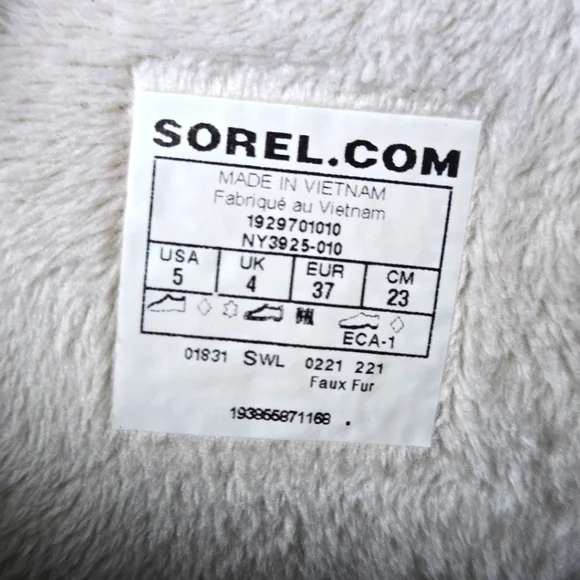 SOREL.COM
MADE IN VIETNAM
Fabriqué au Vietnam
1929701010
NY3925-010
USA UK EUR CM
5 4 37 23
ECA-1
01831 SWL 0221 221
Faux Fur
193855871168 .